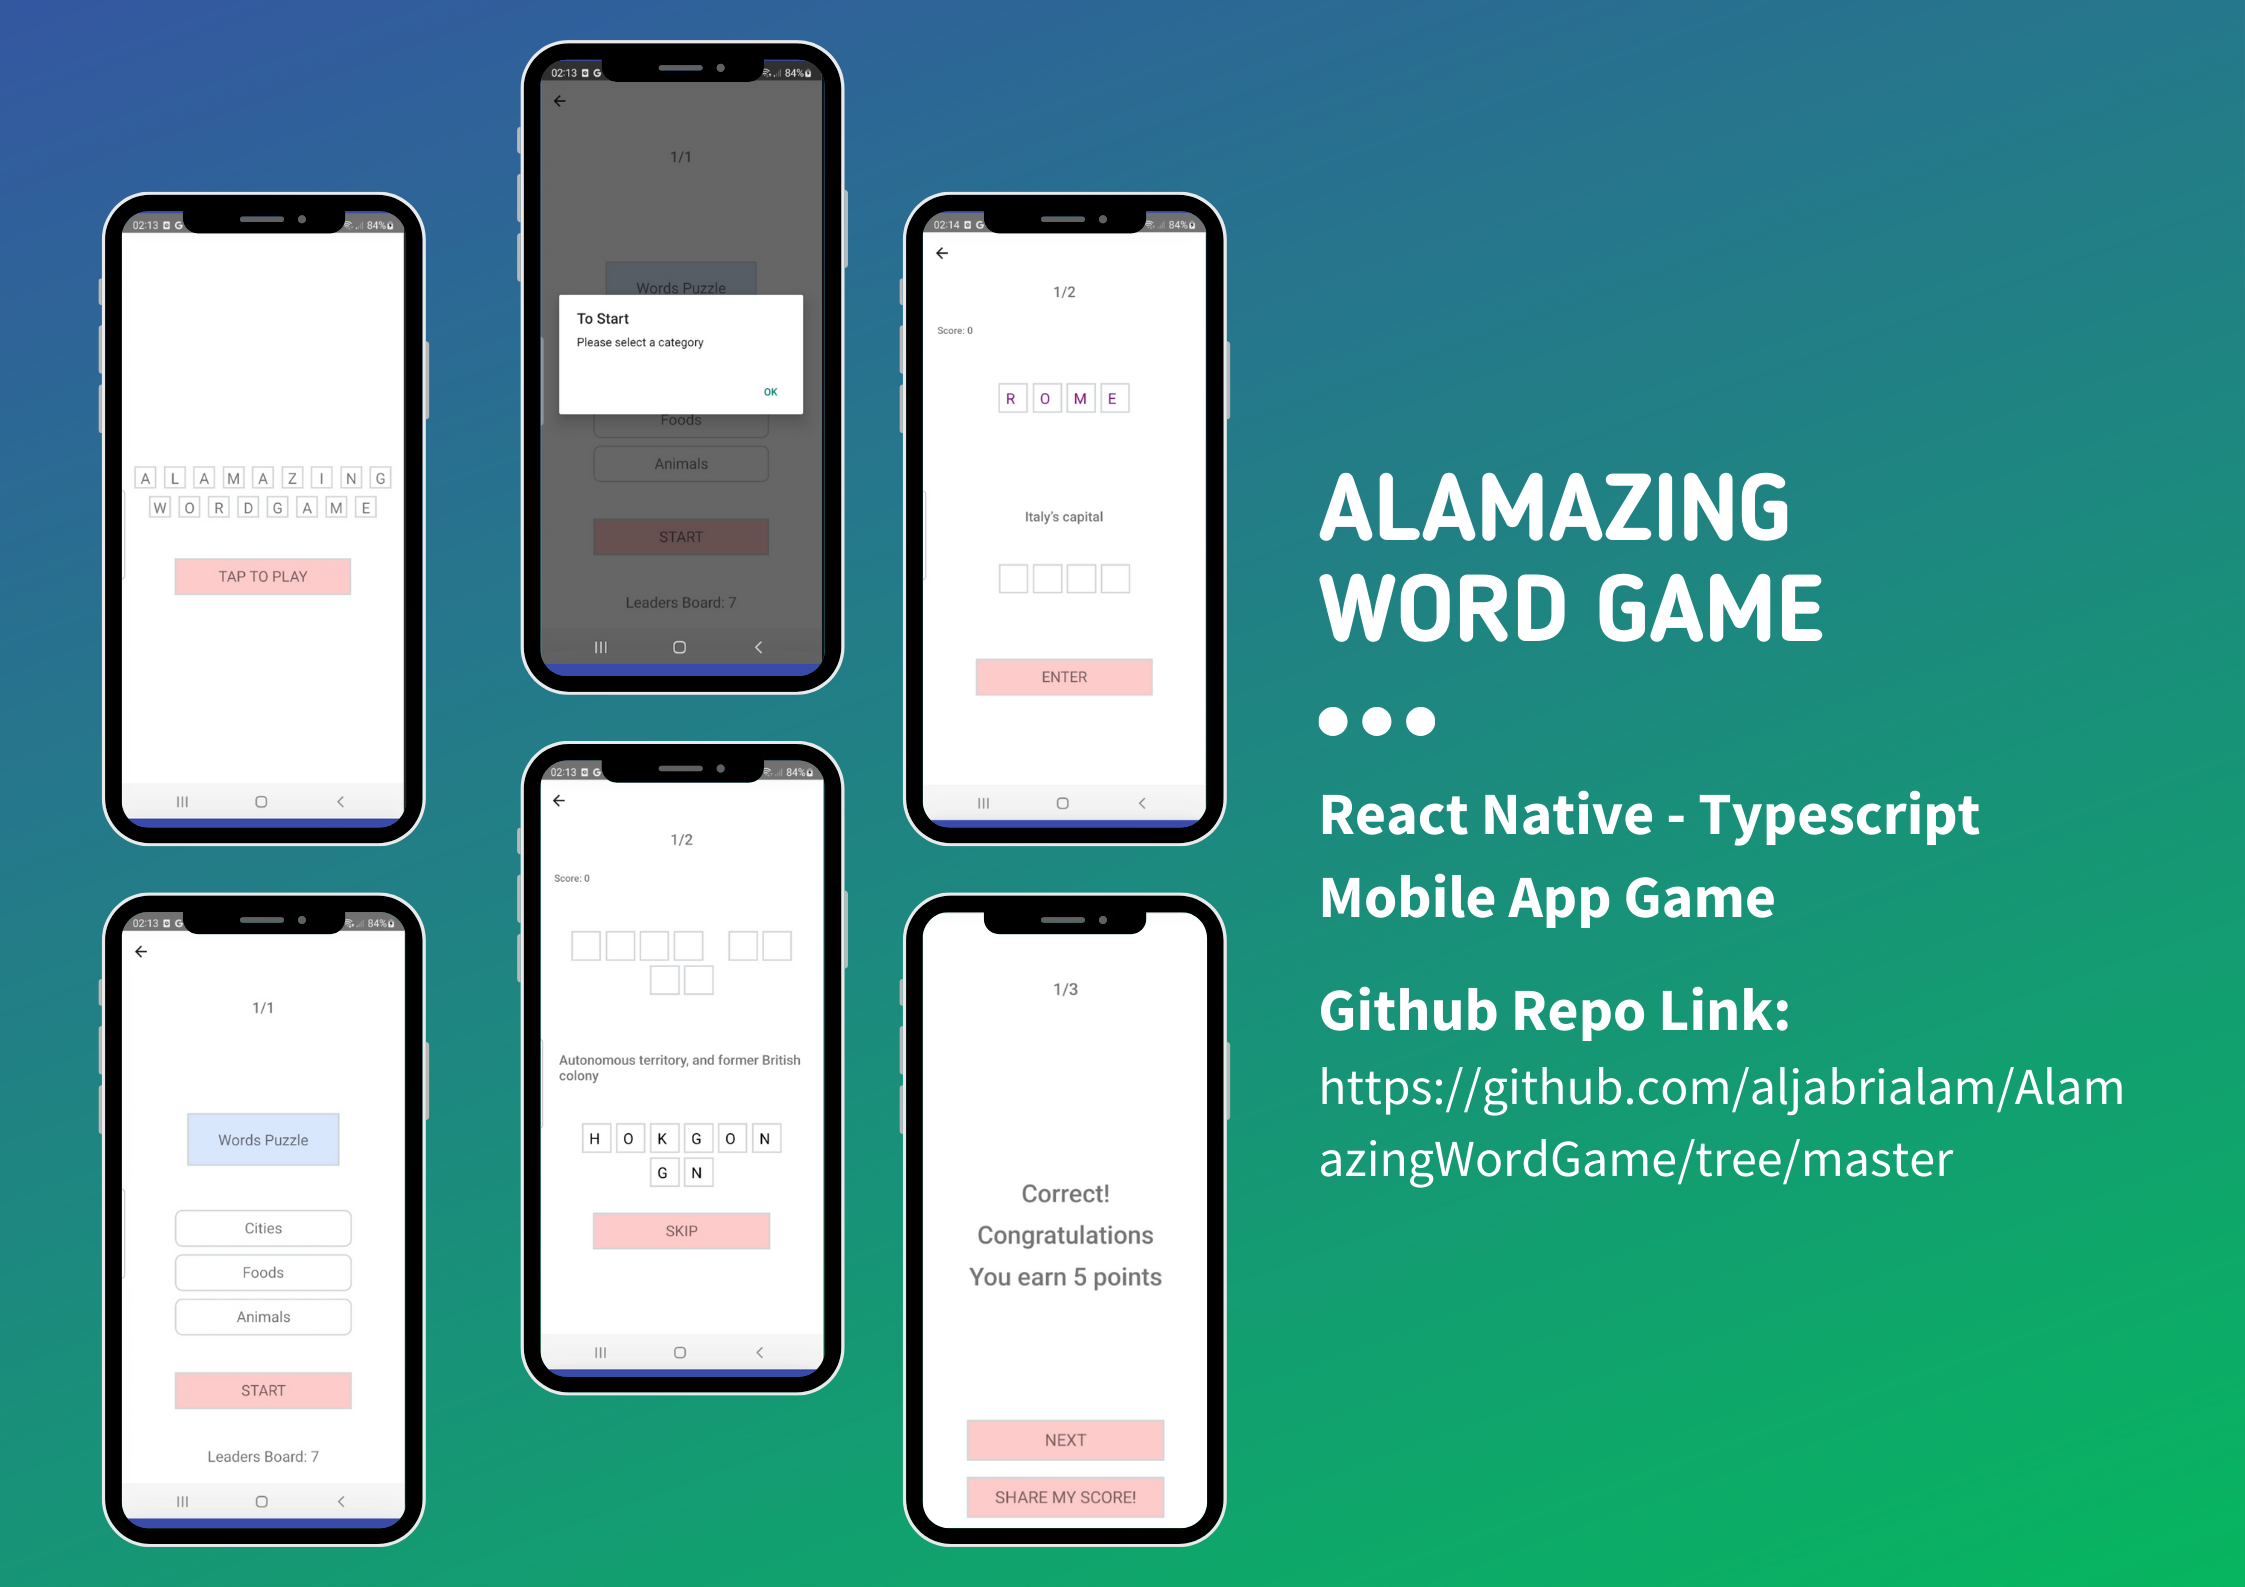 02:13 G 84%
A L A M A Z I N G
W O R D G A M E
TAP TO PLAY
02:13 G 84%
1/1
Words Puzzle
To Start
Please select a category
OK
Foods
Animals
START
Leaders Board: 7
02:14 G 84%
1/2
Score: 0
R O M E
Italy's capital
ENTER
02:13 G 84%
1/1
Words Puzzle
Cities
Foods
Animals
START
Leaders Board: 7
02:13 G 84%
1/2
Score: 0
Autonomous territory, and former British
colony
H O K G O N
G N
SKIP
1/3
Correct!
Congratulations
You earn 5 points
NEXT
SHARE MY SCORE!
ALAMAZING
WORD GAME
React Native - Typescript
Mobile App Game
Github Repo Link:
https://github.com/aljabrialam/Alam
azingWordGame/tree/master